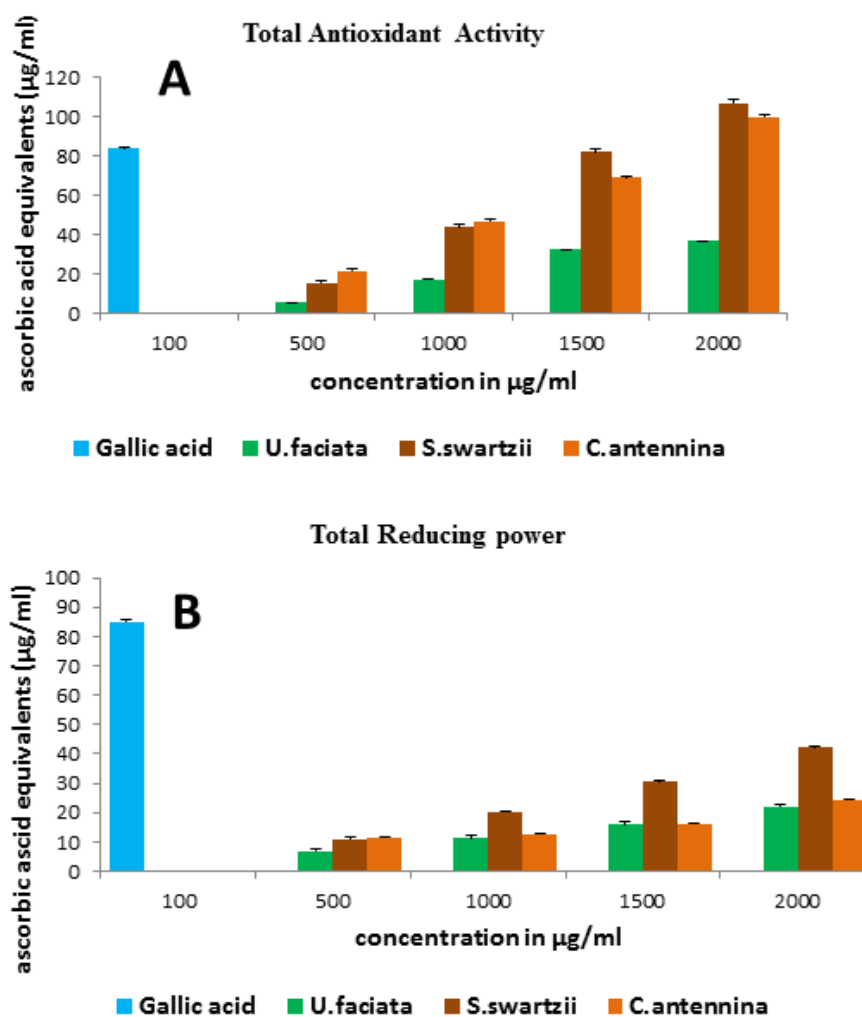 Total Antioxidant Activity
A
ascorbic acid equivalents (µg/ml)
120
100
80
60
40
20
0
100 500 1000 1500 2000
concentration in µg/ml
Gallic acid U.faciata S.swartzii C.antennina
Total Reducing power
B
ascorbic ascid equivalents (µg/ml)
100
90
80
70
60
50
40
30
20
10
0
100 500 1000 1500 2000
concentration in µg/ml
Gallic acid U.faciata S.swartzii C.antennina